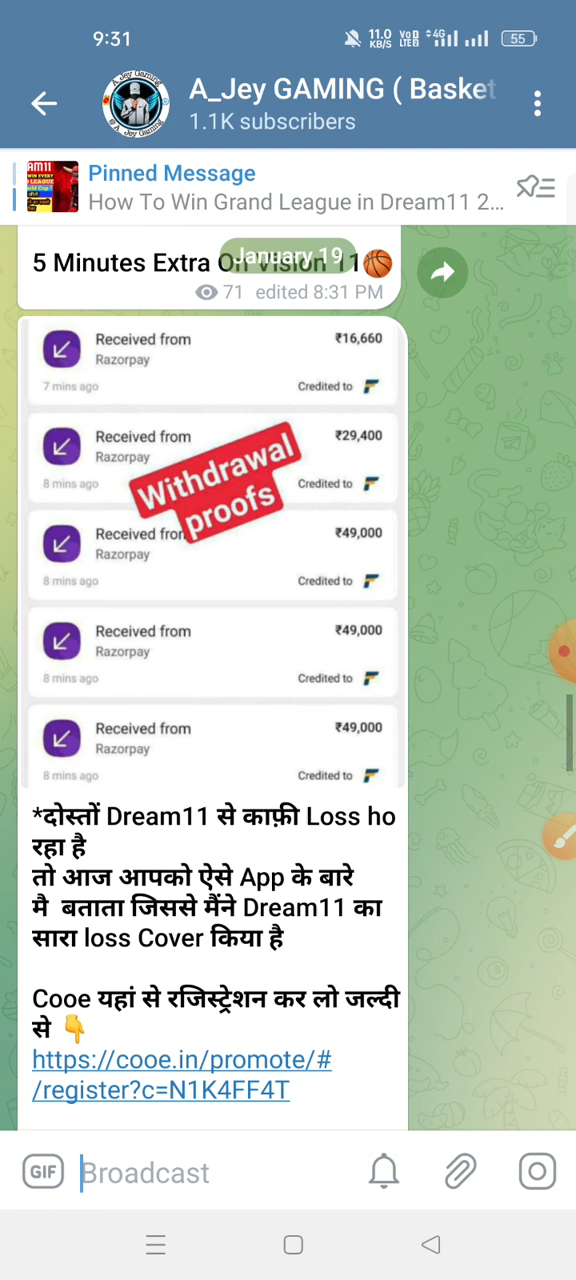 9:31
11.0 KB/S
VoD LTE
4G
55
A_Jey GAMING ( Basket
1.1K subscribers
Pinned Message
How To Win Grand League in Dream11 2...
January 19
5 Minutes Extra On Vision 11
71 edited 8:31 PM
Received from
₹16,660
Razorpay
7 mins ago
Credited to
Received from
₹29,400
Razorpay
8 mins ago
Credited to
Withdrawal
proofs
Received from
₹49,000
Razorpay
8 mins ago
Credited to
Received from
₹49,000
Razorpay
8 mins ago
Credited to
Received from
₹49,000
Razorpay
8 mins ago
Credited to
*दोस्तों Dream11 से काफ़ी Loss ho
रहा है
तो आज आपको ऐसे App के बारे
मै बताता जिससे मैंने Dream11 का
सारा loss Cover किया है
Cooe यहां से रजिस्ट्रेशन कर लो जल्दी
से 👇
https://cooe.in/promote/#
/register?c=N1K4FF4T
GIF
Broadcast